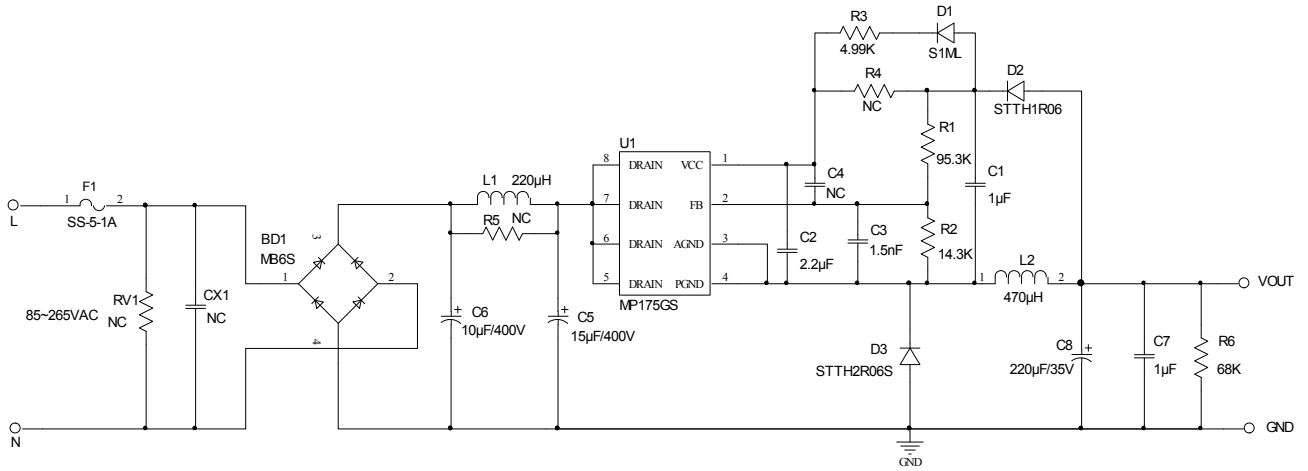 R3
4.99K
D1
S1ML
R4
NC
D2
STTH1R06
R1
95.3K
U1
8 DRAIN VCC 1
7 DRAIN FB 2
6 DRAIN AGND 3
5 DRAIN PGND 4
MP175GS
C4
NC
C1
1µF
L1 220µH
R5 NC
F1
1 2
SS-5-1A
L
C2
2.2µF
C3
1.5nF
R2
14.3K
BD1
MB6S
3
1
2
4
1 L2 2
470µH
VOUT
85~265VAC
RV1
NC
CX1
NC
C6
10µF/400V
C5
15µF/400V
D3
STTH2R06S
C8
220µF/35V
C7
1µF
R6
68K
N
GND
GND